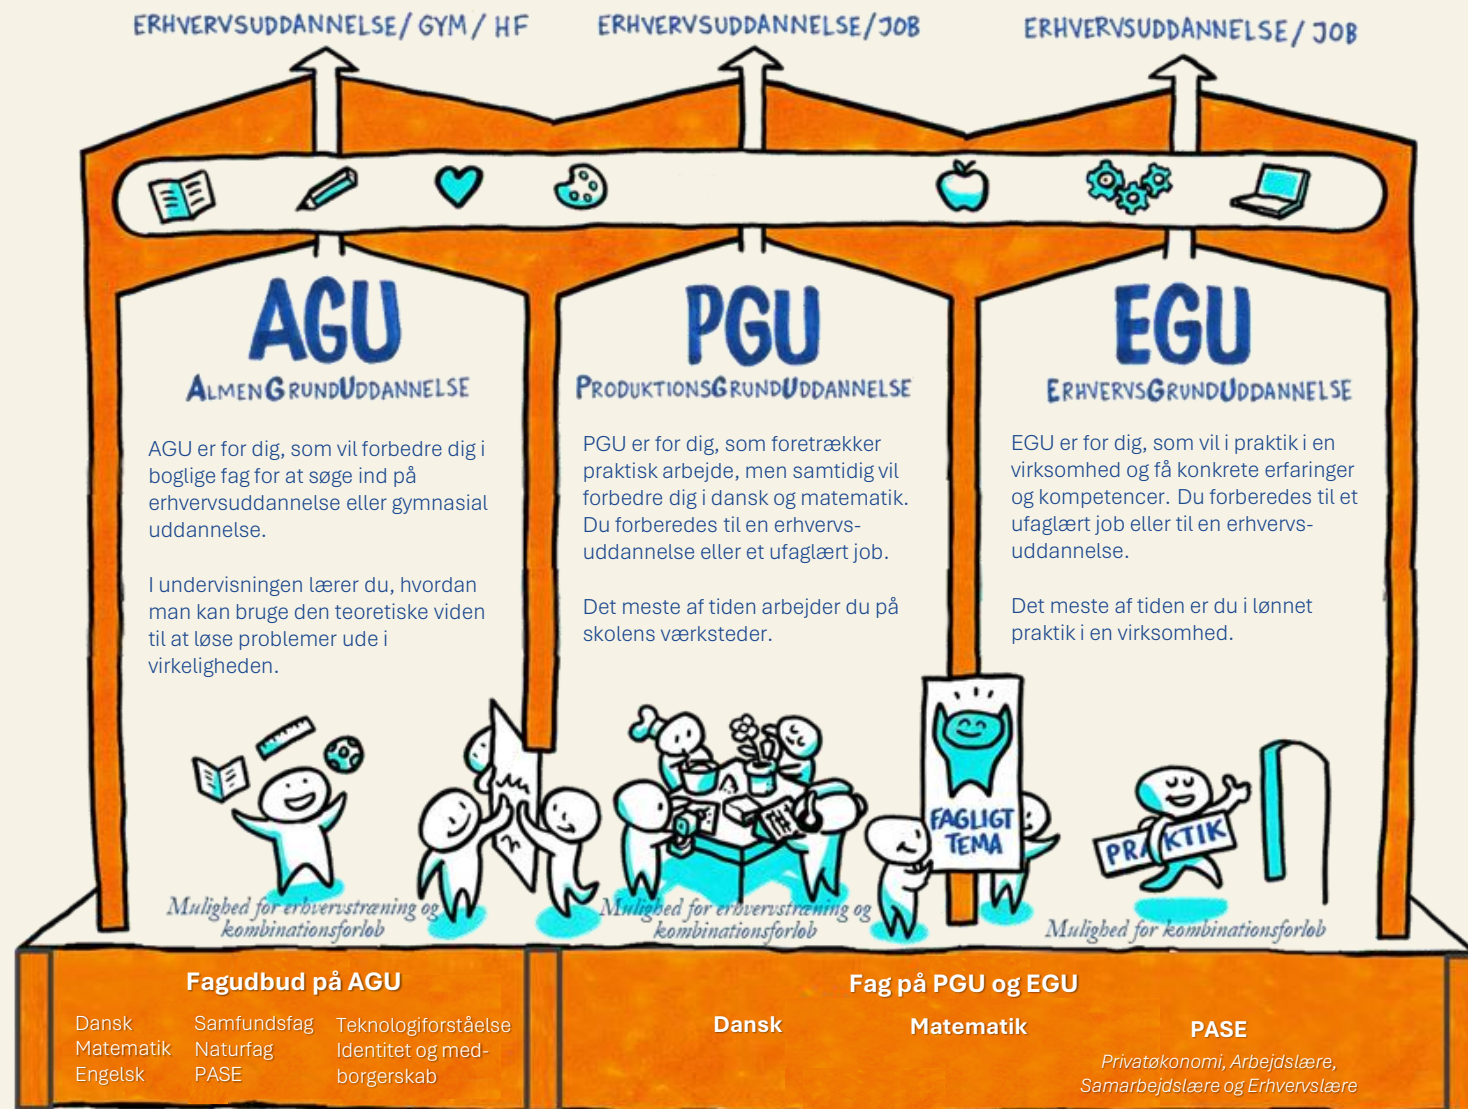 ERHVERVSUDDANNELSE/ GYM / HF
ERHVERVSUDDANNELSE/JOB
ERHVERVSUDDANNELSE / JOB
AGU
ALMENGRUNDUDDANNELSE
AGU er for dig, som vil forbedre dig i
boglige fag for at søge ind på
erhvervsuddannelse eller gymnasial
uddannelse.
I undervisningen lærer du, hvordan
man kan bruge den teoretiske viden
til at løse problemer ude i
virkeligheden.
Mulighed for erhvervstræning og
kombinationsforløb
PGU
PRODUKTIONSGRUNDUDDANNELSE
PGU er for dig, som foretrækker
praktisk arbejde, men samtidig vil
forbedre dig i dansk og matematik.
Du forberedes til en erhvervs-
uddannelse eller et ufaglært job.
Det meste af tiden arbejder du på
skolens værksteder.
Mulighed for erhvervstræning og
kombinationsforløb
FAGLIGT
TEMA
EGU
ERHVERVSGRUNDUDDANNELSE
EGU er for dig, som vil i praktik i en
virksomhed og få konkrete erfaringer
og kompetencer. Du forberedes til et
ufaglært job eller til en erhvervs-
uddannelse.
Det meste af tiden er du i lønnet
praktik i en virksomhed.
PRAKTIK
Mulighed for kombinationsforløb
Fagudbud på AGU
Dansk
Matematik
Engelsk
Samfundsfag
Naturfag
PASE
Teknologiforståelse
Identitet og med-
borgerskab
Fag på PGU og EGU
Dansk
Matematik
PASE
Privatøkonomi, Arbejdslære,
Samarbejdslære og Erhvervslære